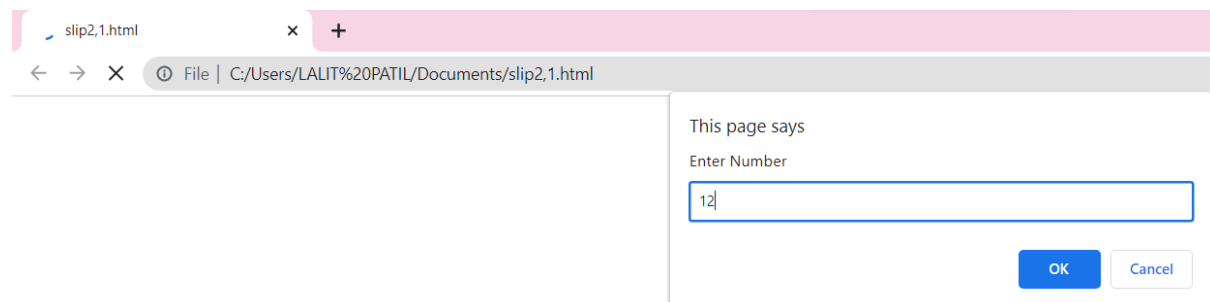 slip2,1.html
File | C:/Users/LALIT%20PATIL/Documents/slip2,1.html
This page says
Enter Number
12
OK Cancel